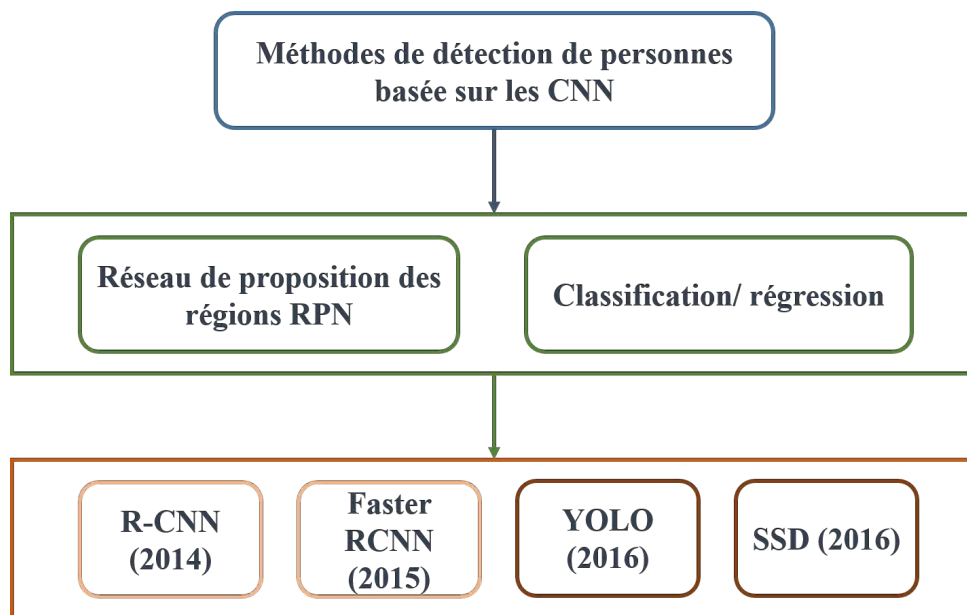 Méthodes de détection de personnes
basée sur les CNN
Réseau de proposition des
régions RPN
Classification/ régression
R-CNN
(2014)
Faster
RCNN
(2015)
YOLO
(2016)
SSD (2016)